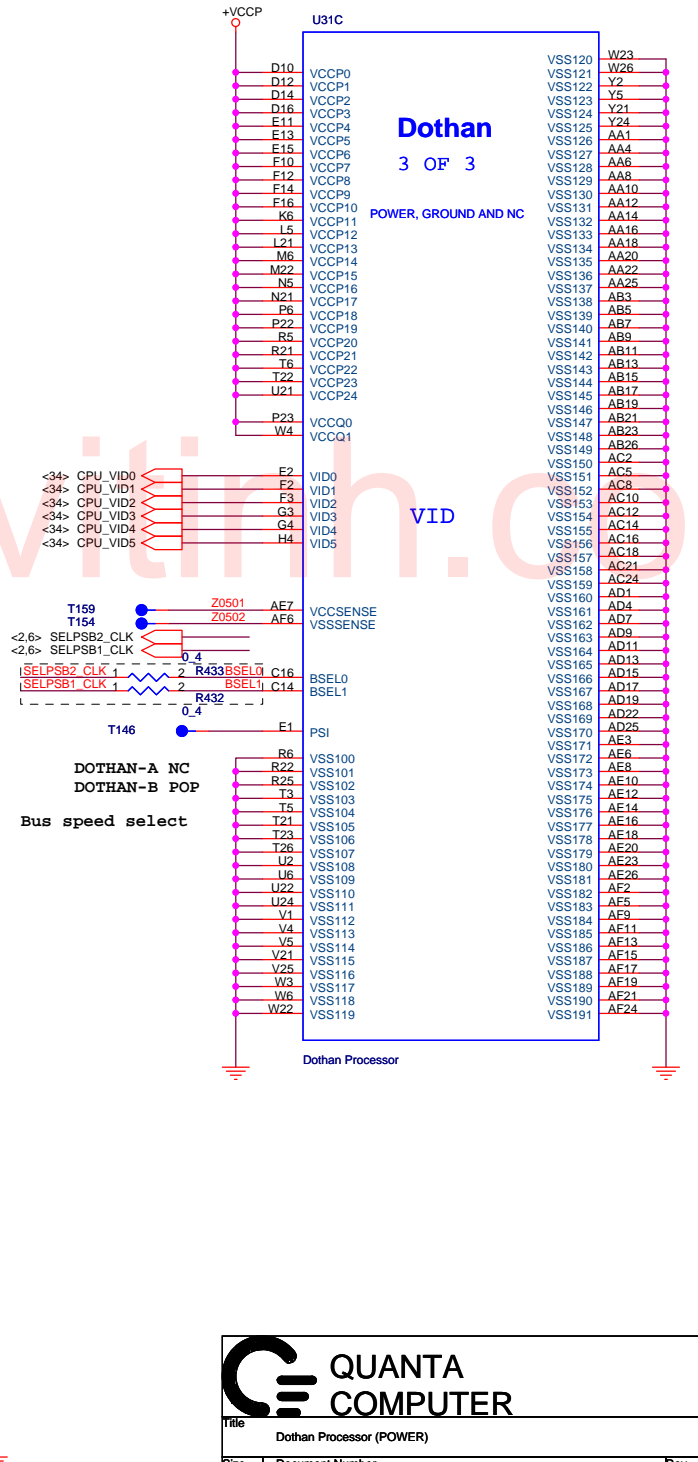 +VCCP
U31C
Dothan
3 OF 3
POWER, GROUND AND NC
VID
D10 VCCP0
D12 VCCP1
D14 VCCP2
D16 VCCP3
E11 VCCP4
E13 VCCP5
E15 VCCP6
F10 VCCP7
F12 VCCP8
F14 VCCP9
F16 VCCP10
K6 VCCP11
L5 VCCP12
L21 VCCP13
M6 VCCP14
M22 VCCP15
N5 VCCP16
N21 VCCP17
P6 VCCP18
P22 VCCP19
R5 VCCP20
R21 VCCP21
T6 VCCP22
T22 VCCP23
U21 VCCP24
P23 VCCQ0
W4 VCCQ1
<34> CPU_VID0 E2 VID0
<34> CPU_VID1 F2 VID1
<34> CPU_VID2 F3 VID2
<34> CPU_VID3 G3 VID3
<34> CPU_VID4 G4 VID4
<34> CPU_VID5 H4 VID5
T159 Z0501 AE7 VCCSENSE
T154 Z0502 AF6 VSSSENSE
<2,6> SELPSB2_CLK
<2,6> SELPSB1_CLK
0_4
SELPSB2_CLK 1 2 R433 BSEL0 C16 BSEL0
SELPSB1_CLK 1 2 BSEL1 C14 BSEL1
R432
0_4
T146 E1 PSI
DOTHAN-A NC
DOTHAN-B POP
Bus speed select
R6 VSS100
R22 VSS101
R25 VSS102
T3 VSS103
T5 VSS104
T21 VSS105
T23 VSS106
T26 VSS107
U2 VSS108
U6 VSS109
U22 VSS110
U24 VSS111
V1 VSS112
V4 VSS113
V5 VSS114
V21 VSS115
V25 VSS116
W3 VSS117
W6 VSS118
W22 VSS119
VSS120 W23
VSS121 W26
VSS122 Y2
VSS123 Y5
VSS124 Y21
VSS125 Y24
VSS126 AA1
VSS127 AA4
VSS128 AA6
VSS129 AA8
VSS130 AA10
VSS131 AA12
VSS132 AA14
VSS133 AA16
VSS134 AA18
VSS135 AA20
VSS136 AA22
VSS137 AA25
VSS138 AB3
VSS139 AB5
VSS140 AB7
VSS141 AB9
VSS142 AB11
VSS143 AB13
VSS144 AB15
VSS145 AB17
VSS146 AB19
VSS147 AB21
VSS148 AB23
VSS149 AB26
VSS150 AC2
VSS151 AC5
VSS152 AC8
VSS153 AC10
VSS154 AC12
VSS155 AC14
VSS156 AC16
VSS157 AC18
VSS158 AC21
VSS159 AC24
VSS160 AD1
VSS161 AD4
VSS162 AD7
VSS163 AD9
VSS164 AD11
VSS165 AD13
VSS166 AD15
VSS167 AD17
VSS168 AD19
VSS169 AD22
VSS170 AD25
VSS171 AE3
VSS172 AE6
VSS173 AE8
VSS174 AE10
VSS175 AE12
VSS176 AE14
VSS177 AE16
VSS178 AE18
VSS179 AE20
VSS180 AE23
VSS181 AE26
VSS182 AF2
VSS183 AF5
VSS184 AF9
VSS185 AF11
VSS186 AF13
VSS187 AF15
VSS188 AF17
VSS189 AF19
VSS190 AF21
VSS191 AF24
Dothan Processor
vitinh.co
QUANTA
COMPUTER
Title
Dothan Processor (POWER)
Size Document Number Rev